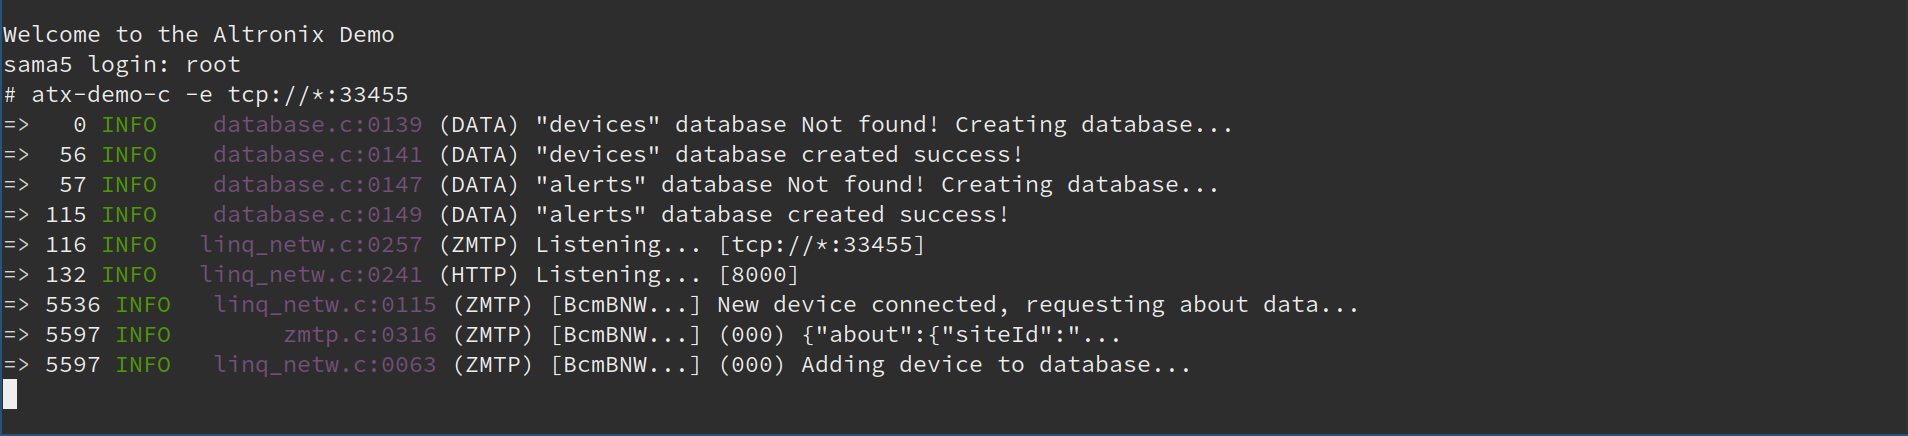 Welcome to the Altronix Demo
sama5 login: root
# atx-demo-c -e tcp://*:33455
=>   0 INFO    database.c:0139 (DATA) "devices" database Not found! Creating database...
=>  56 INFO    database.c:0141 (DATA) "devices" database created success!
=>  57 INFO    database.c:0147 (DATA) "alerts" database Not found! Creating database...
=> 115 INFO    database.c:0149 (DATA) "alerts" database created success!
=> 116 INFO   linq_netw.c:0257 (ZMTP) Listening... [tcp://*:33455]
=> 132 INFO   linq_netw.c:0241 (HTTP) Listening... [8000]
=> 5536 INFO   linq_netw.c:0115 (ZMTP) [BcmBNW...] New device connected, requesting about data...
=> 5597 INFO        zmtp.c:0316 (ZMTP) [BcmBNW...] (000) {"about":{"siteId":"...
=> 5597 INFO   linq_netw.c:0063 (ZMTP) [BcmBNW...] (000) Adding device to database...